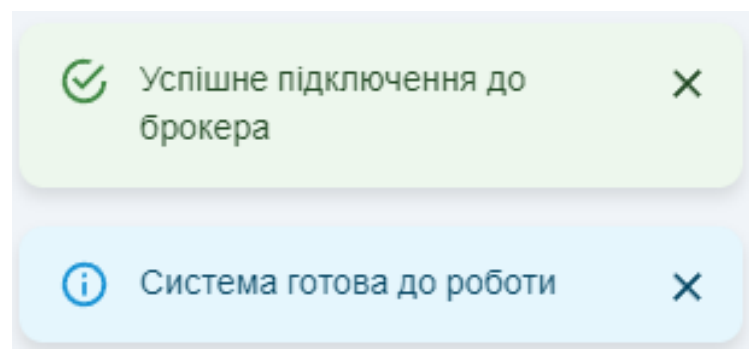 Успішне підключення до
брокера
Система готова до роботи